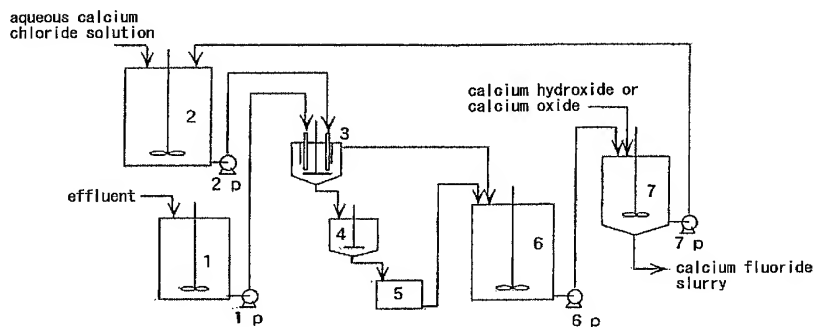 aqueous calcium
chloride solution
calcium hydroxide or
calcium oxide
2
3
2 p
effluent
7
4
1
6
7 p
5
calcium fluoride
slurry
1 p
6 p